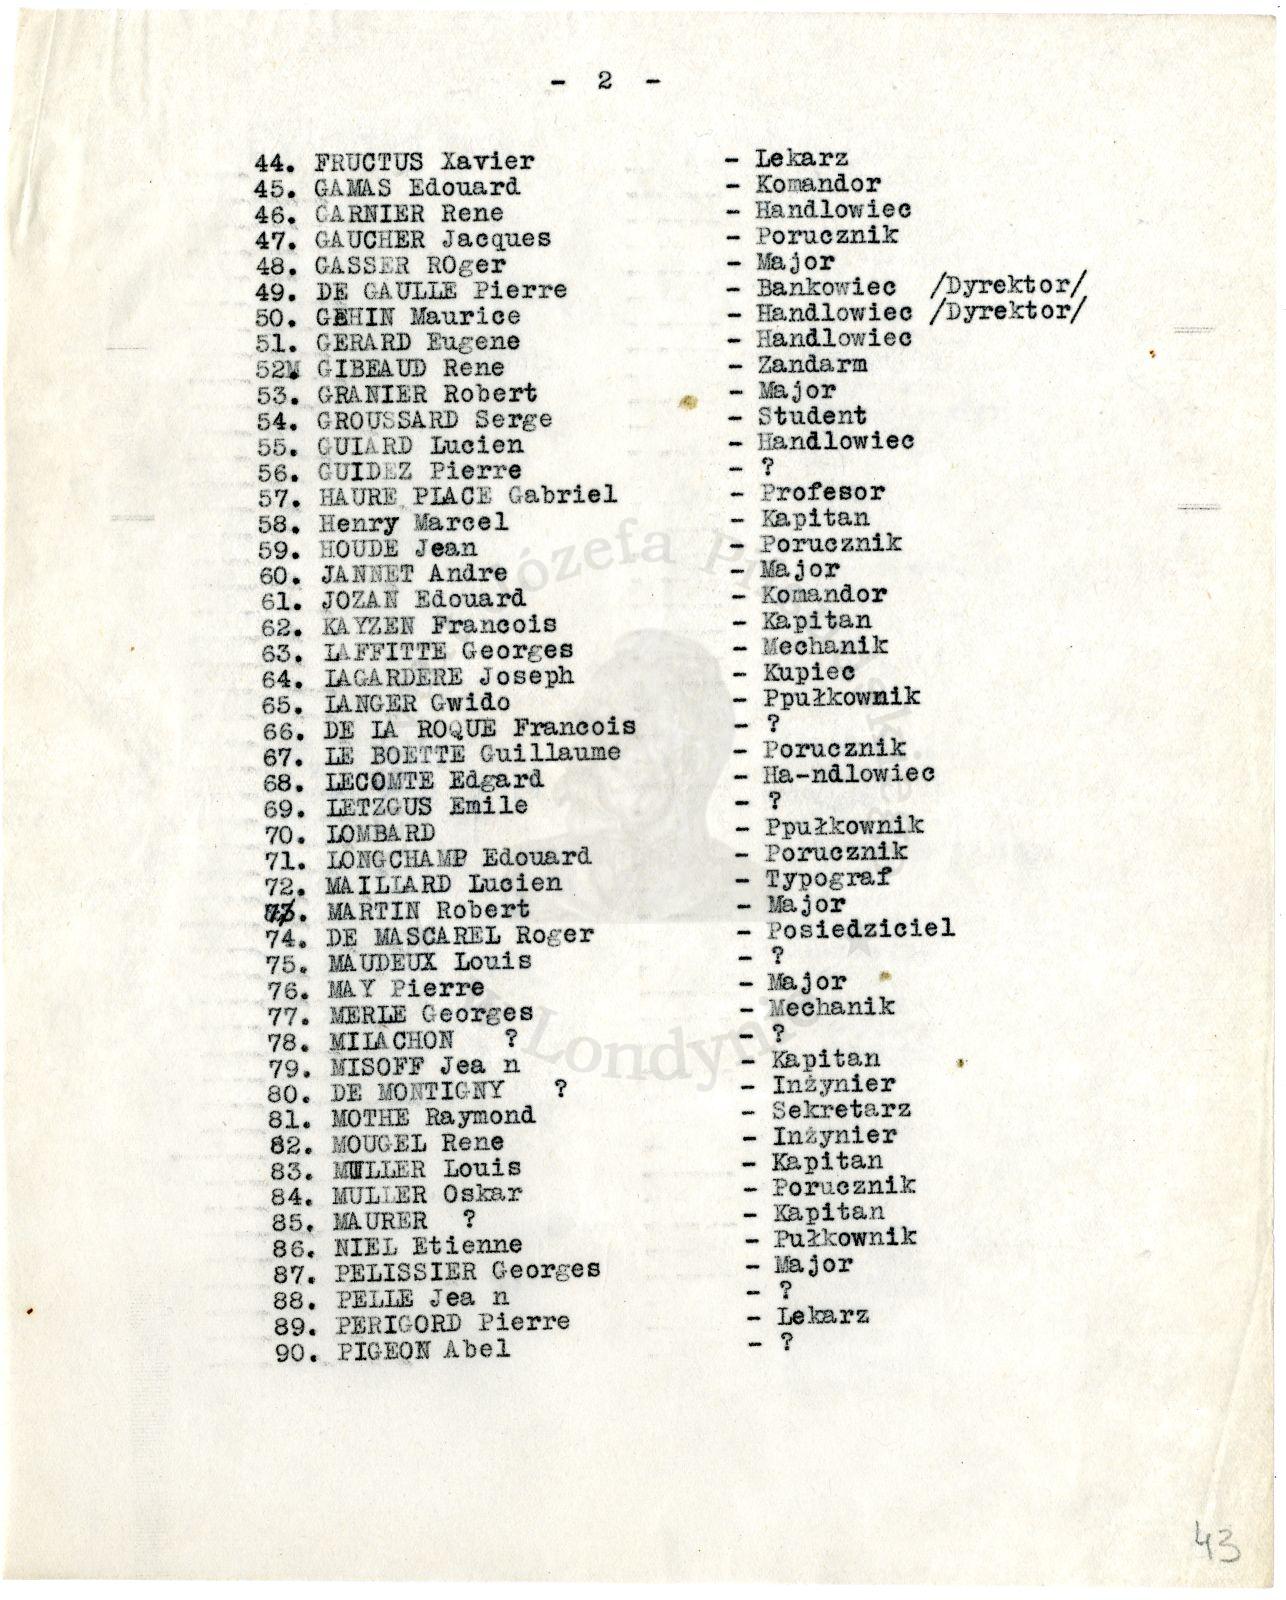 - 2 -
44. FRUCTUS Xavier - Lekarz
45. GAMAS Edouard - Komandor
46. GARNIER Rene - Handlowiec
47. GAUCHER Jacques - Porucznik
48. GASSER ROger - Major
49. DE GAULLE Pierre - Bankowiec /Dyrektor/
50. GEHIN Maurice - Handlowiec /Dyrektor/
51. GERARD Eugene - Handlowiec
52. GIBEAUD Rene - Zandarm
53. GRANIER Robert - Major
54. GROUSSARD Serge - Student
55. GUIARD Lucien - Handlowiec
56. GUIDEZ Pierre - ?
57. HAURE PLACE Gabriel - Profesor
58. Henry Marcel - Kapitan
59. HOUDE Jean - Porucznik
60. JANNET Andre - Major
61. JOZAN Edouard - Komandor
62. KAYZEN Francois - Kapitan
63. LAFFITTE Georges - Mechanik
64. LAGARDERE Joseph - Kupiec
65. LANGER Gwido - Ppułkownik
66. DE LA ROQUE Francois - ?
67. LE BOETTE Guillaume - Porucznik
68. LECOMTE Edgard - Ha-ndlowiec
69. LETZGUS Emile - ?
70. LOMBARD - Ppułkownik
71. LONGCHAMP Edouard - Porucznik
72. MAILLARD Lucien - Typograf
73. MARTIN Robert - Major
74. DE MASCAREL Roger - Posiedziciel
75. MAUDEUX Louis - ?
76. MAY Pierre - Major
77. MERLE Georges - Mechanik
78. MILACHON ? - ?
79. MISOFF Jea n - Kapitan
80. DE MONTIGNY ? - Inżynier
81. MOTHE Raymond - Sekretarz
82. MOUGEL Rene - Inżynier
83. MULLER Louis - Kapitan
84. MULLER Oskar - Porucznik
85. MAURER ? - Kapitan
86. NIEL Etienne - Pułkownik
87. PELISSIER Georges - Major
88. PELLE Jea n - ?
89. PERIGORD Pierre - Lekarz
90. PIGEON Abel - ?
43